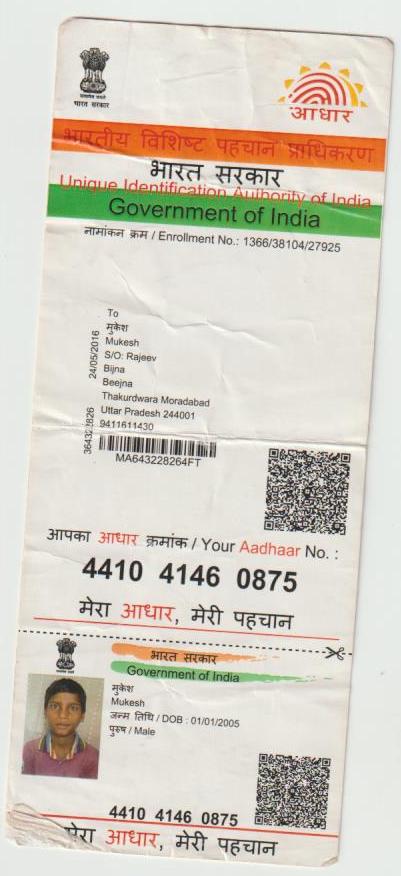 सत्यमेव जयते
भारत सरकार
आधार
भारतीय विशिष्ट पहचान प्राधिकरण
भारत सरकार
Unique Identification Authority of India
Government of India
नामांकन क्रम / Enrollment No.: 1366/38104/27925
To
मुकेश
Mukesh
S/O: Rajeev
Bijna
Beejna
Thakurdwara Moradabad
Uttar Pradesh 244001
9411611430
24/05/2016
MA643228264FT
आपका आधार क्रमांक / Your Aadhaar No. :
4410 4146 0875
मेरा आधार, मेरी पहचान
भारत सरकार
Government of India
मुकेश
Mukesh
जन्म तिथि / DOB : 01/01/2005
पुरुष / Male
4410 4146 0875
मेरा आधार, मेरी पहचान